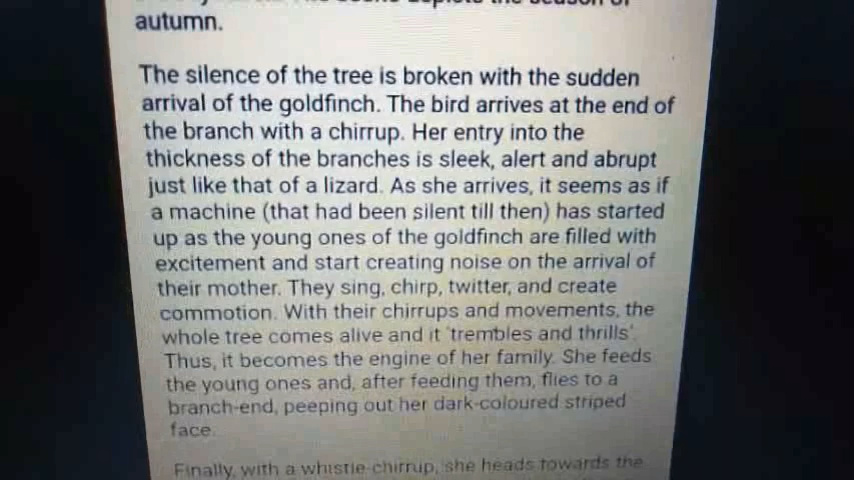 autumn.
The silence of the tree is broken with the sudden
arrival of the goldfinch. The bird arrives at the end of
the branch with a chirrup. Her entry into the
thickness of the branches is sleek, alert and abrupt
just like that of a lizard. As she arrives, it seems as if
a machine (that had been silent till then) has started
up as the young ones of the goldfinch are filled with
excitement and start creating noise on the arrival of
their mother. They sing, chirp, twitter, and create
commotion. With their chirrups and movements, the
whole tree comes alive and it 'trembles and thrills'.
Thus, it becomes the engine of her family. She feeds
the young ones and, after feeding them, flies to a
branch-end, peeping out her dark-coloured striped
face.
Finally, with a whistle-chirrup, she heads towards the